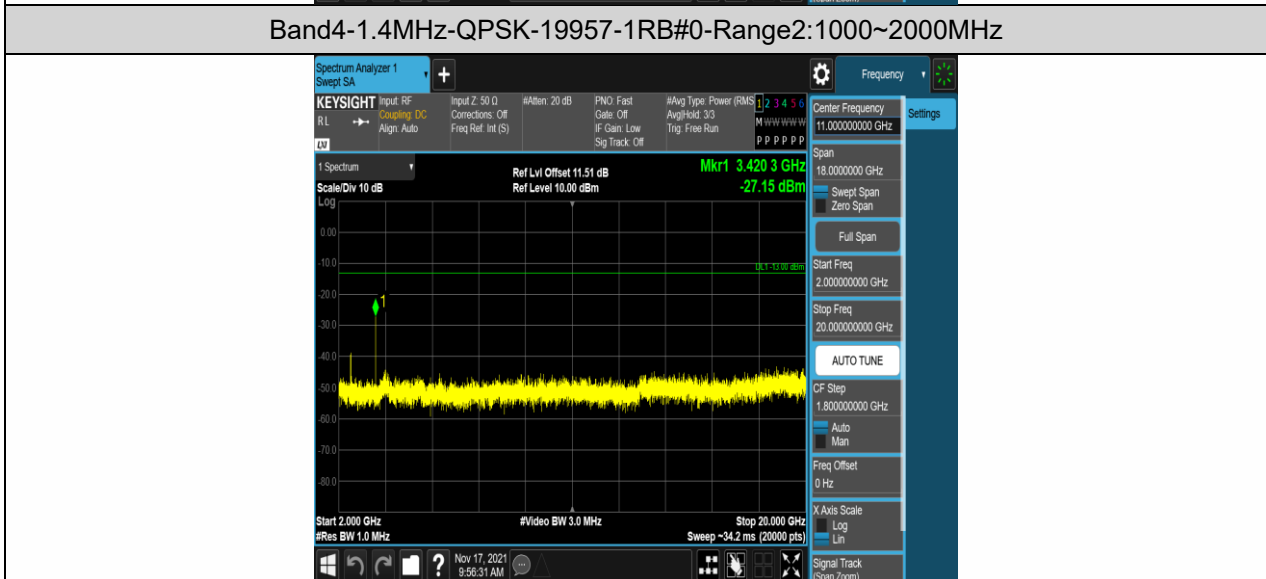 Band4-1.4MHz-QPSK-19957-1RB#0-Range2:1000~2000MHz
Spectrum Analyzer 1
Swept SA
Frequency
KEYSIGHT
RL
Input: RF
Coupling: DC
Align: Auto
Input Z: 50 Ω
Corrections: Off
Freq Ref: Int (S)
#Atten: 20 dB
PNO: Fast
Gate: Off
IF Gain: Low
Sig Track: Off
#Avg Type: Power (RMS
Avg|Hold: 3/3
Trig: Free Run
1 2 3 4 5 6
M W W W W W
P P P P P P
Settings
1 Spectrum
Scale/Div 10 dB
Log
Ref Lvl Offset 11.51 dB
Ref Level 10.00 dBm
Mkr1 3.420 3 GHz
-27.15 dBm
0.00
-10.0
-20.0
-30.0
-40.0
-50.0
-60.0
-70.0
-80.0
DL1 -13.00 dBm
1
Start 2.000 GHz
#Res BW 1.0 MHz
#Video BW 3.0 MHz
Stop 20.000 GHz
Sweep ~34.2 ms (20000 pts)
Center Frequency
11.000000000 GHz
Span
18.0000000 GHz
Swept Span
Zero Span
Full Span
Start Freq
2.000000000 GHz
Stop Freq
20.000000000 GHz
AUTO TUNE
CF Step
1.800000000 GHz
Auto
Man
Freq Offset
0 Hz
X Axis Scale
Log
Lin
Signal Track
(Span Zoom)
Nov 17, 2021
9:56:31 AM